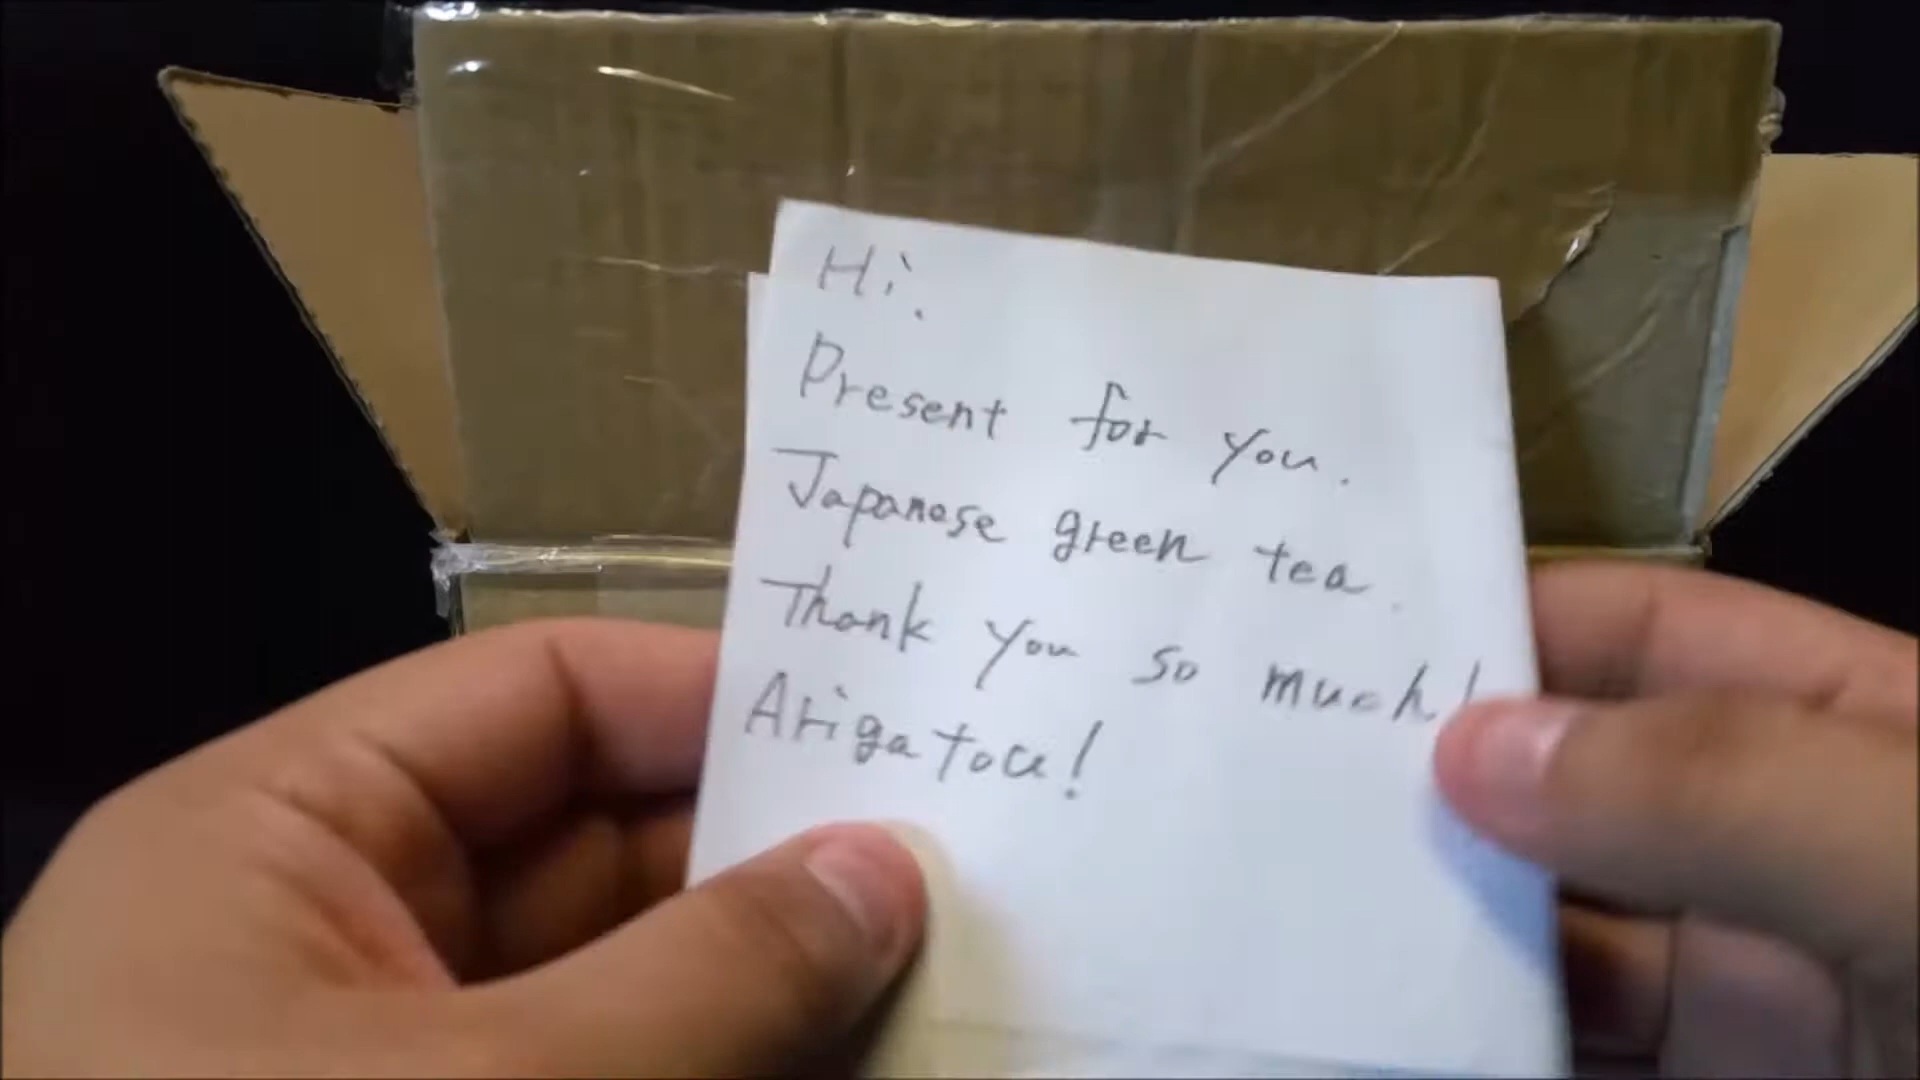 Hi.
Present for you.
Japanese green tea.
Thank you so much!
Arigatou!